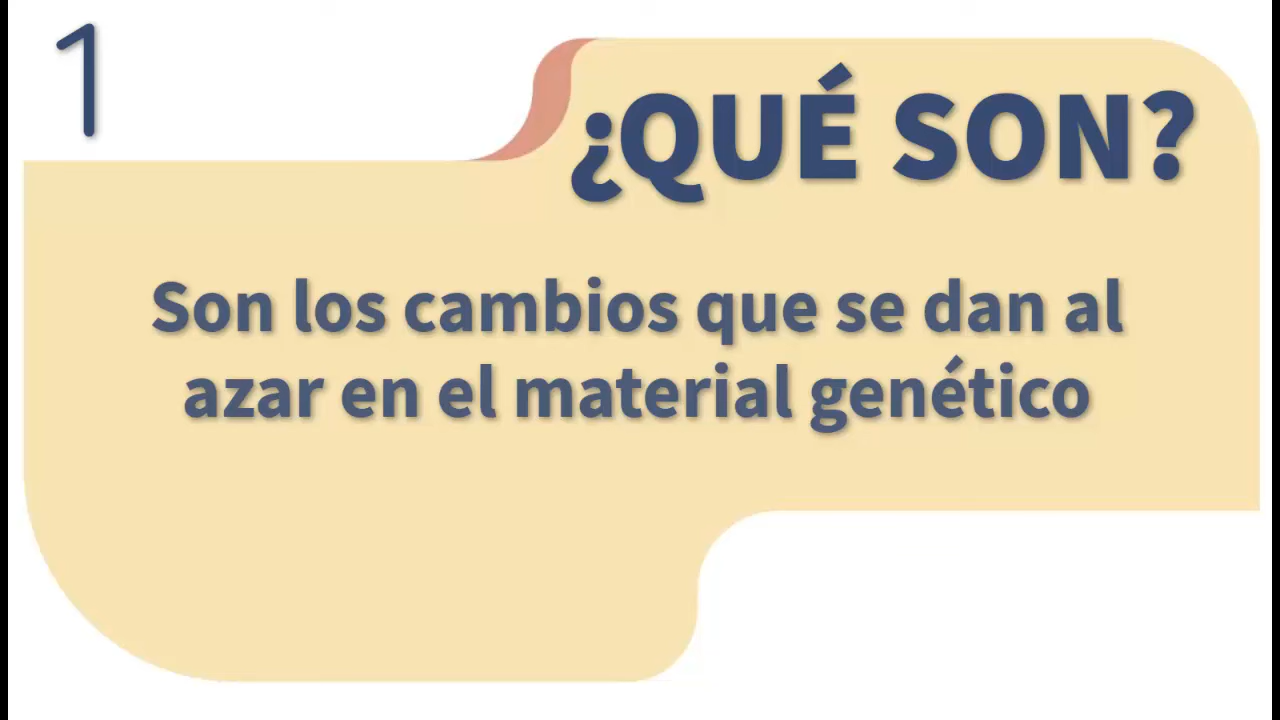 1
¿QUÉ SON?
Son los cambios que se dan al
azar en el material genético